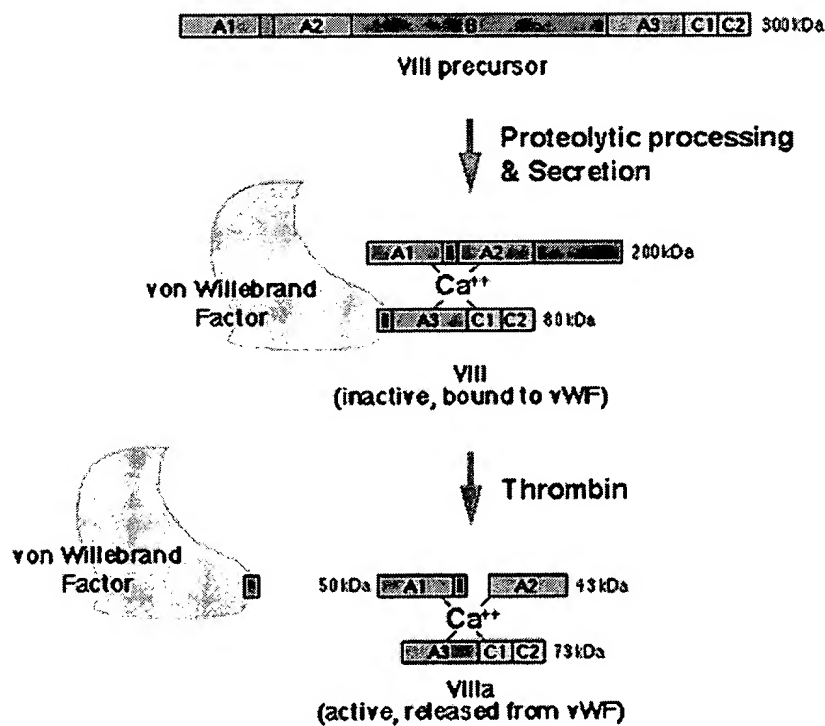 A1 A2 B A3 C1 C2 300kDa
VIII precursor
Proteolytic processing
& Secretion
A1 A2 200kDa
von Willebrand
Factor
Ca++
A3 C1 C2 80kDa
VIII
(inactive, bound to vWF)
Thrombin
von Willebrand
Factor
50kDa A1 A2 43kDa
Ca++
A3 C1 C2 73kDa
VIIIa
(active, released from vWF)